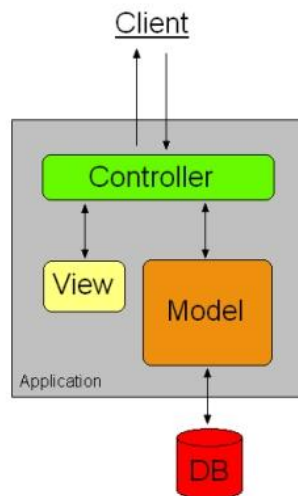 Client
Controller
View
Model
Application
DB